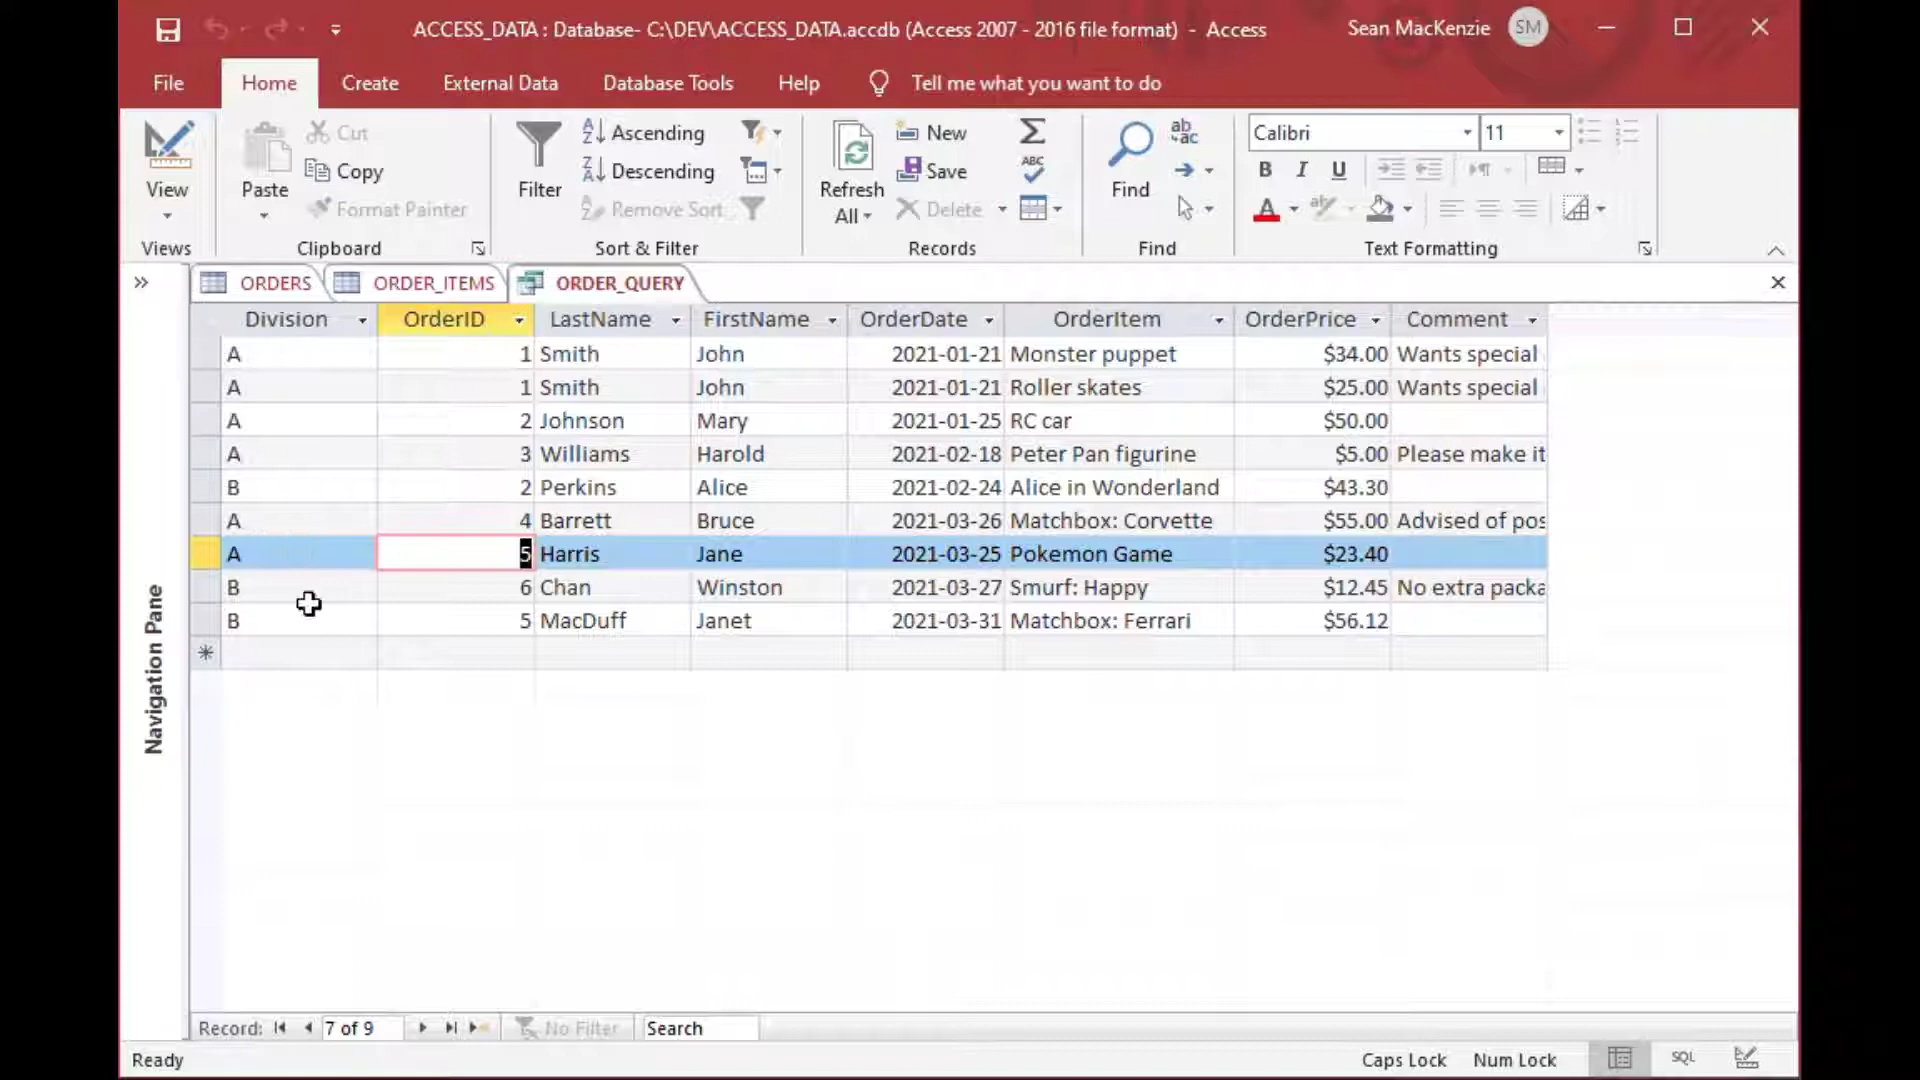 ACCESS_DATA : Database- C:\DEV\ACCESS_DATA.accdb (Access 2007 - 2016 file format) - Access Sean MacKenzie SM
File Home Create External Data Database Tools Help Tell me what you want to do
View Paste Cut Copy Format Painter Filter Ascending Descending Remove Sort Refresh All New Save Delete Find Calibri 11 B I U
Views Clipboard Sort & Filter Records Find Text Formatting
ORDERS ORDER_ITEMS ORDER_QUERY
Navigation Pane
Division OrderID LastName FirstName OrderDate OrderItem OrderPrice Comment
A 1 Smith John 2021-01-21 Monster puppet $34.00 Wants special
A 1 Smith John 2021-01-21 Roller skates $25.00 Wants special
A 2 Johnson Mary 2021-01-25 RC car $50.00
A 3 Williams Harold 2021-02-18 Peter Pan figurine $5.00 Please make it
B 2 Perkins Alice 2021-02-24 Alice in Wonderland $43.30
A 4 Barrett Bruce 2021-03-26 Matchbox: Corvette $55.00 Advised of pos
A 5 Harris Jane 2021-03-25 Pokemon Game $23.40
B 6 Chan Winston 2021-03-27 Smurf: Happy $12.45 No extra packa
B 5 MacDuff Janet 2021-03-31 Matchbox: Ferrari $56.12
Record: 7 of 9 No Filter Search
Ready Caps Lock Num Lock SQL